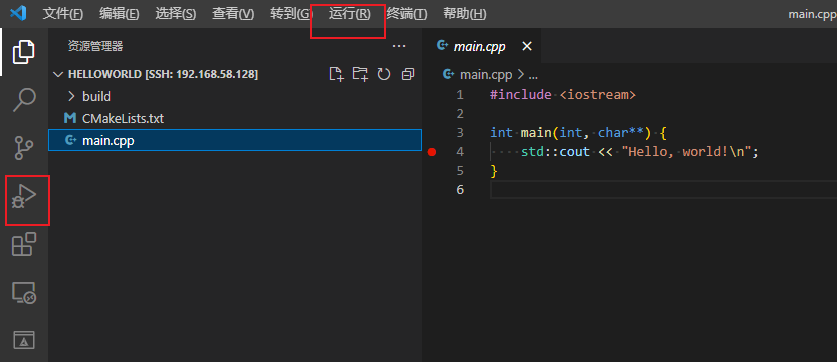 文件(F) 编辑(E) 选择(S) 查看(V) 转到(G) 运行(R) 终端(T) 帮助(H) main.cpp
资源管理器 ...
HELLOWORLD [SSH: 192.168.58.128]
build
CMakeLists.txt
main.cpp
main.cpp
main.cpp > ...
1 #include <iostream>
2
3 int main(int, char**) {
4 std::cout << "Hello, world!\n";
5 }
6